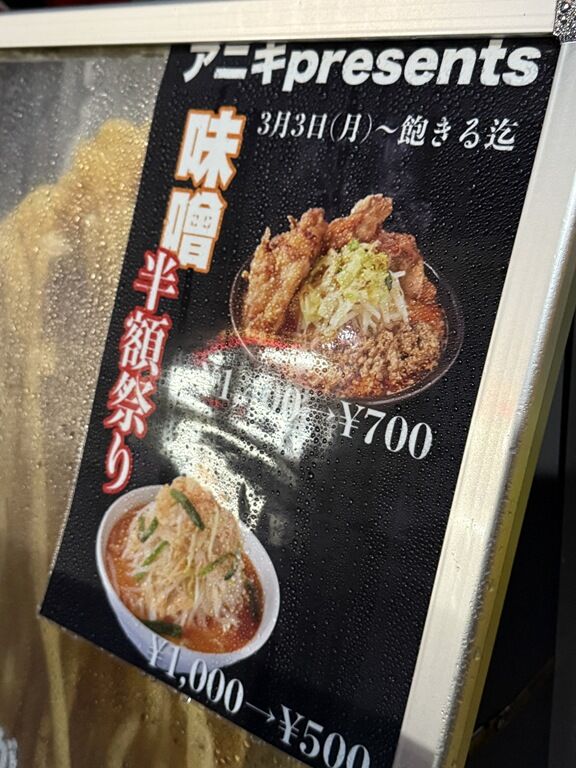 アニキpresents
3月3日(月)～飽きる迄
味噌
半額祭り
→¥700
¥1,000→¥500